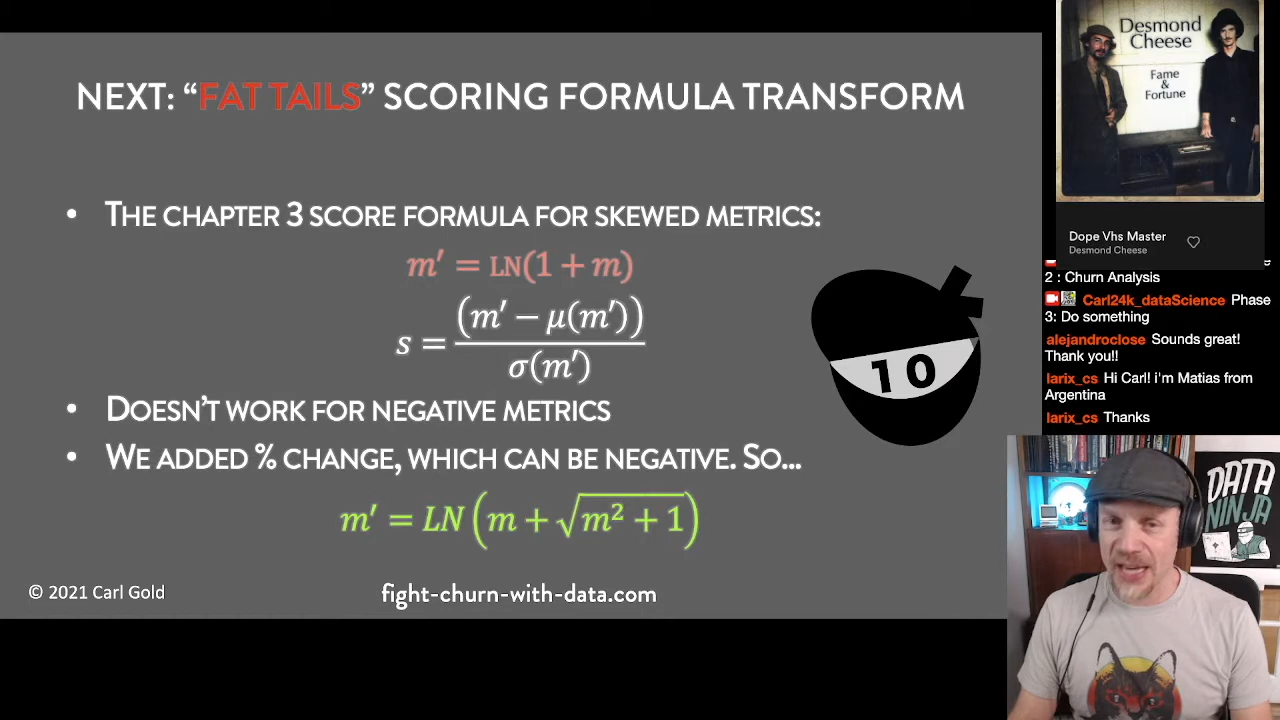 NEXT: “FAT TAILS” SCORING FORMULA TRANSFORM
• THE CHAPTER 3 SCORE FORMULA FOR SKEWED METRICS:
m′ = LN(1 + m)
s = (m′ − μ(m′)) / σ(m′)
• DOESN’T WORK FOR NEGATIVE METRICS
• WE ADDED % CHANGE, WHICH CAN BE NEGATIVE. SO...
m′ = LN(m + √(m² + 1))
© 2021 Carl Gold
fight-churn-with-data.com
10
Desmond
Cheese
Fame
&
Fortune
Dope Vhs Master
Desmond Cheese
2 : Churn Analysis
Carl24k_dataScience Phase
3: Do something
alejandroclose Sounds great!
Thank you!!
larix_cs Hi Carl! i'm Matias from
Argentina
larix_cs Thanks
DATA
NINJA